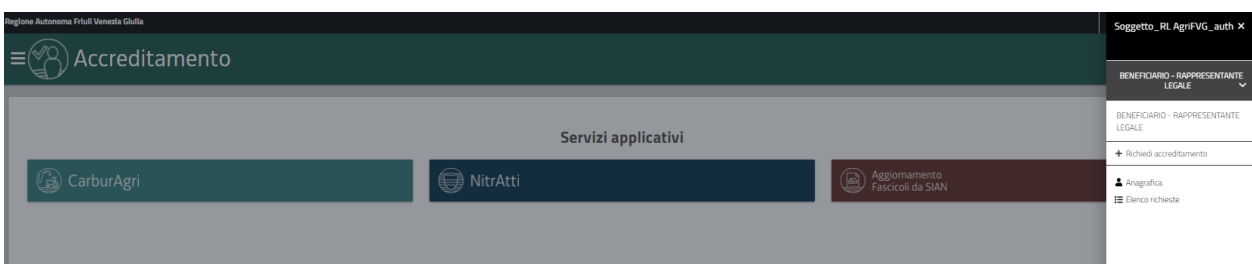 Regione Autonoma Friuli Venezia Giulia
Accreditamento
Servizi applicativi
CarburAgri
NitrAtti
Aggiornamento
Fascicoli da SIAN
Soggetto_RL AgriFVG_auth ×
BENEFICIARIO - RAPPRESENTANTE
LEGALE
BENEFICIARIO - RAPPRESENTANTE
LEGALE
+ Richiedi accreditamento
Anagrafica
Elenco richieste